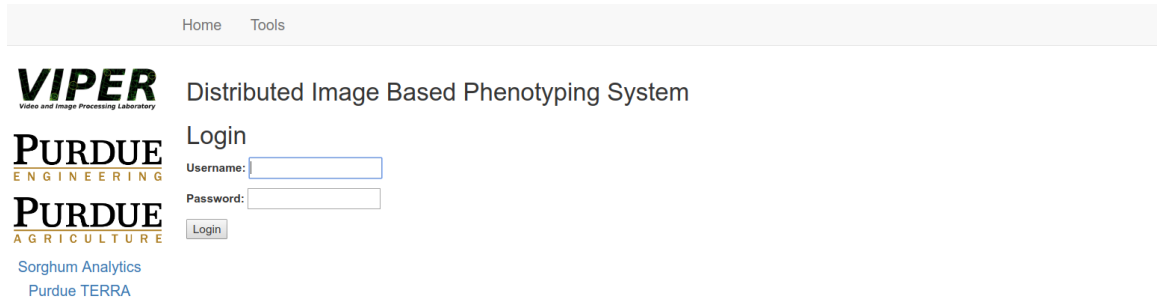 Home Tools
VIPER
Video and Image Processing Laboratory
PURDUE
ENGINEERING
PURDUE
AGRICULTURE
Sorghum Analytics
Purdue TERRA
Distributed Image Based Phenotyping System
Login
Username:
Password:
Login